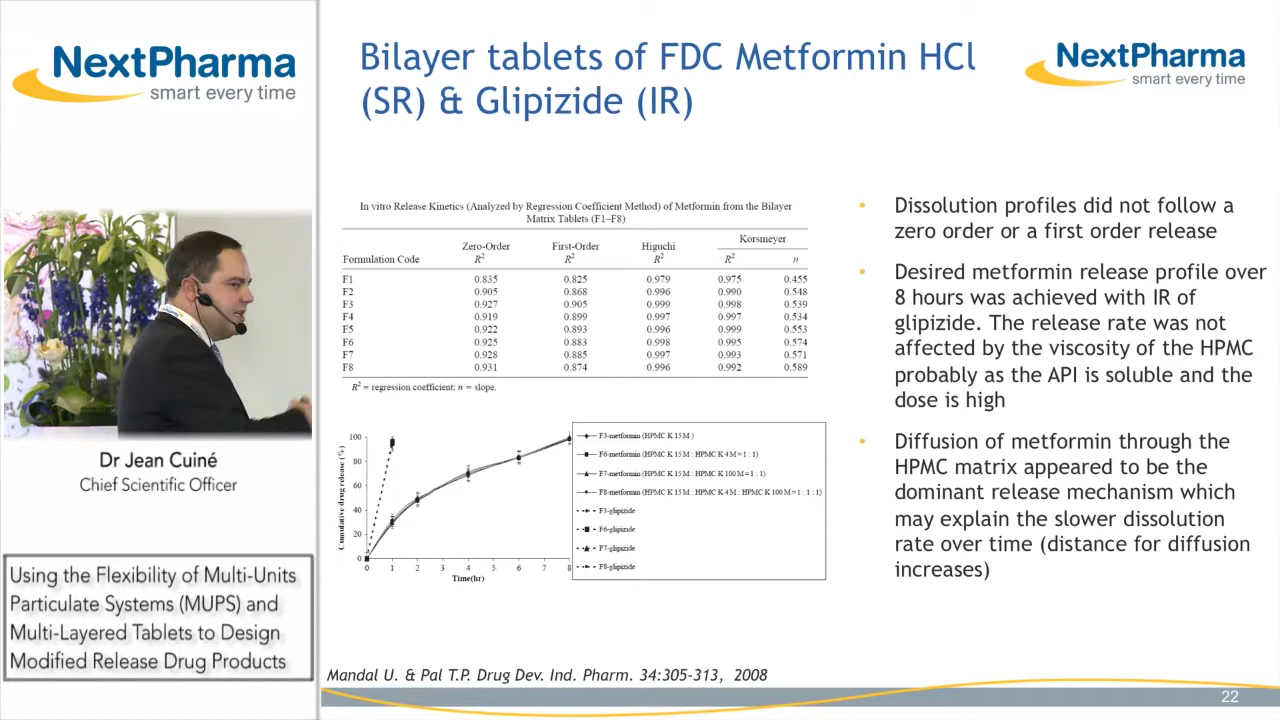 NextPharma
smart every time
Dr Jean Cuiné
Chief Scientific Officer
Using the Flexibility of Multi-Units
Particulate Systems (MUPS) and
Multi-Layered Tablets to Design
Modified Release Drug Products
Bilayer tablets of FDC Metformin HCl
(SR) & Glipizide (IR)
NextPharma
smart every time
In vitro Release Kinetics (Analyzed by Regression Coefficient Method) of Metformin from the Bilayer
Matrix Tablets (F1–F8)
Korsmeyer
Zero-Order First-Order Higuchi
Formulation Code R² R² R² R² n
F1 0.835 0.825 0.979 0.975 0.455
F2 0.905 0.868 0.996 0.990 0.548
F3 0.927 0.905 0.999 0.998 0.539
F4 0.919 0.899 0.997 0.997 0.534
F5 0.922 0.893 0.996 0.999 0.553
F6 0.925 0.883 0.998 0.995 0.574
F7 0.928 0.885 0.997 0.993 0.571
F8 0.931 0.874 0.996 0.992 0.589
R² = regression coefficient; n = slope.
Cumulative drug release (%)
100
80
60
40
20
0
0 1 2 3 4 5 6 7 8
Time(hr)
F3-metformin (HPMC K 15 M )
F6-metformin (HPMC K 15 M : HPMC K 4 M = 1 : 1)
F7-metformin (HPMC K 15 M : HPMC K 100 M = 1 : 1)
F8-metformin (HPMC K 15 M : HPMC K 4 M : HPMC K 100 M = 1 : 1 : 1)
F3-glipizide
F6-glipizide
F7-glipizide
F8-glipizide
• Dissolution profiles did not follow a
zero order or a first order release
• Desired metformin release profile over
8 hours was achieved with IR of
glipizide. The release rate was not
affected by the viscosity of the HPMC
probably as the API is soluble and the
dose is high
• Diffusion of metformin through the
HPMC matrix appeared to be the
dominant release mechanism which
may explain the slower dissolution
rate over time (distance for diffusion
increases)
Mandal U. & Pal T.P. Drug Dev. Ind. Pharm. 34:305-313, 2008
22